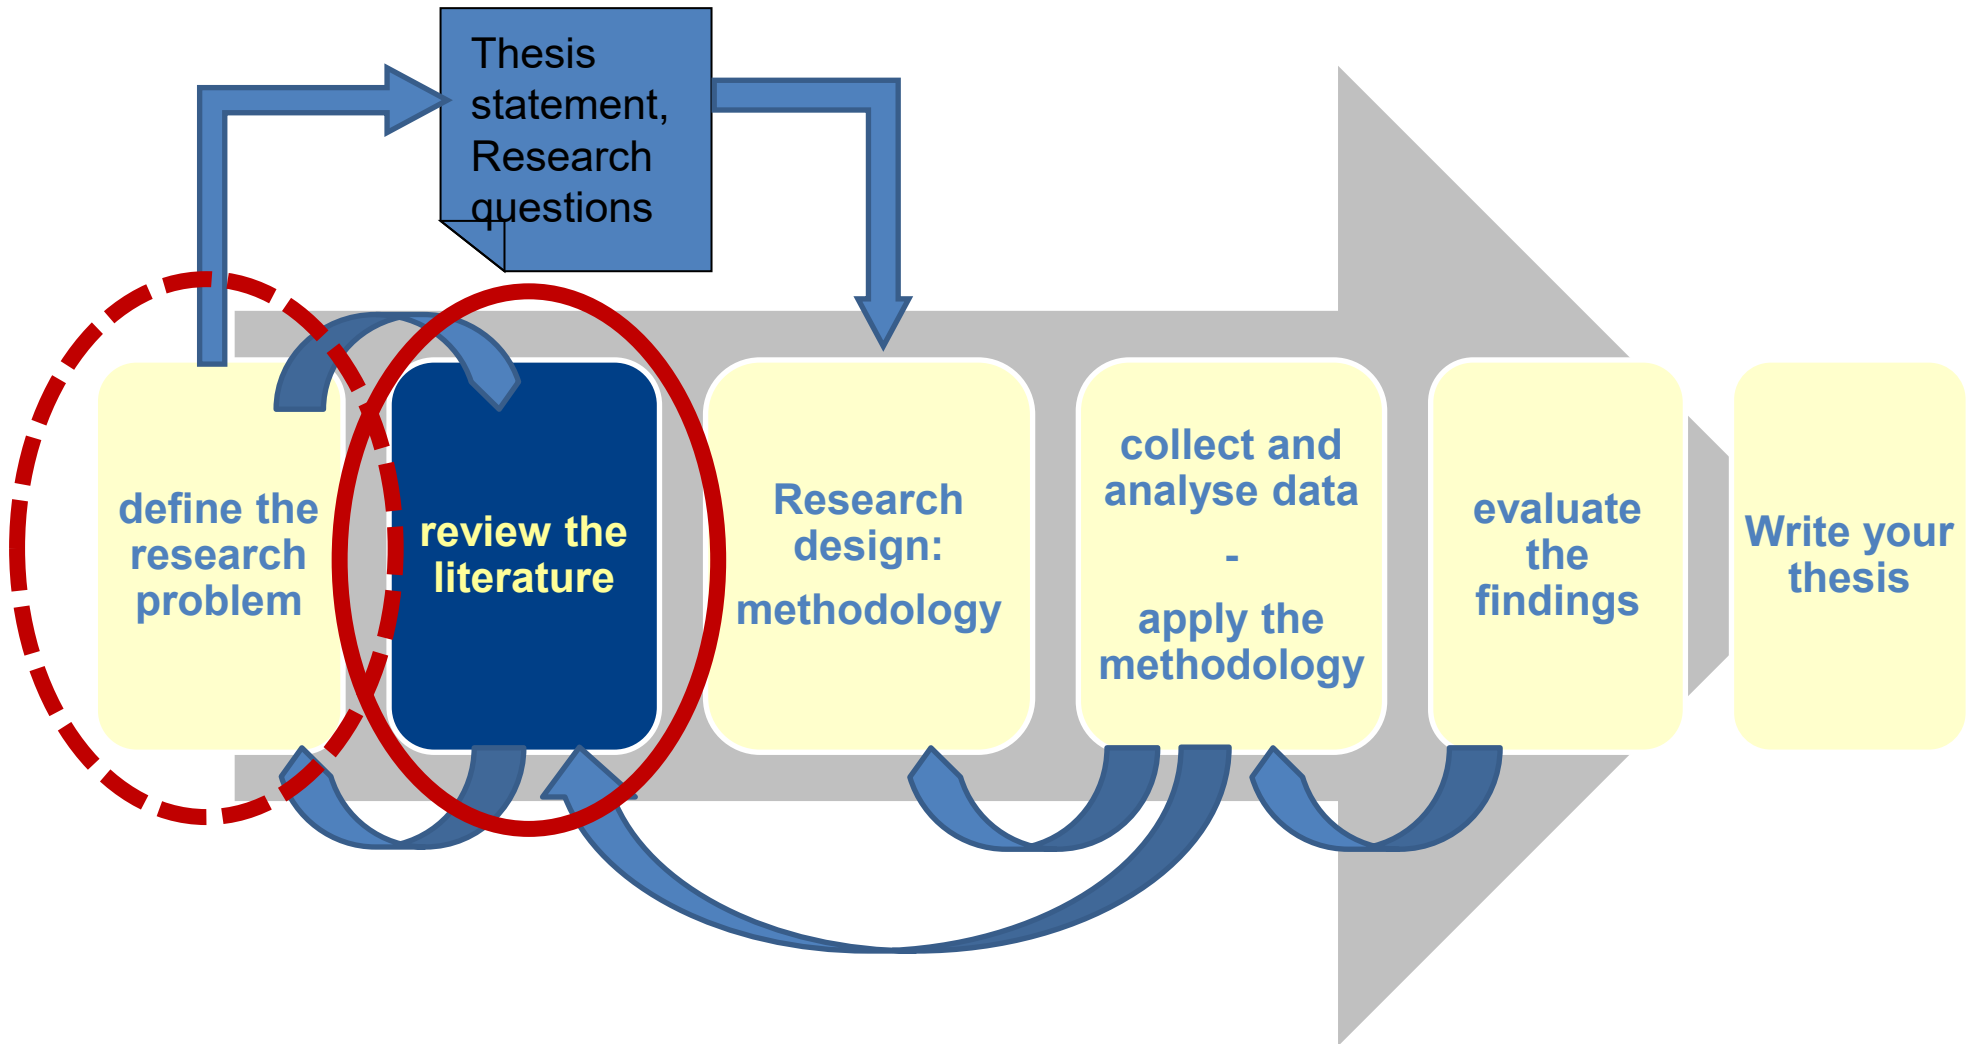 Thesis
statement,
Research
questions
define the
research
problem
review the
literature
Research
design:
methodology
collect and
analyse data
-
apply the
methodology
evaluate
the
findings
Write your
thesis